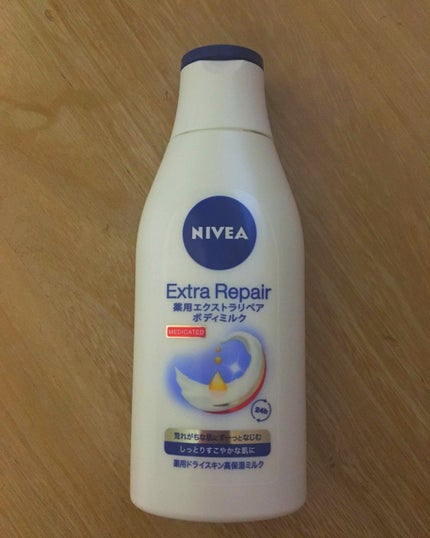 NIVEA
Extra Repair
薬用エクストラリペア
ボディミルク
MEDICATED
24h
荒れがちな肌にずーっとなじむ
しっとりすこやかな肌に
薬用ドライスキン高保湿ミルク